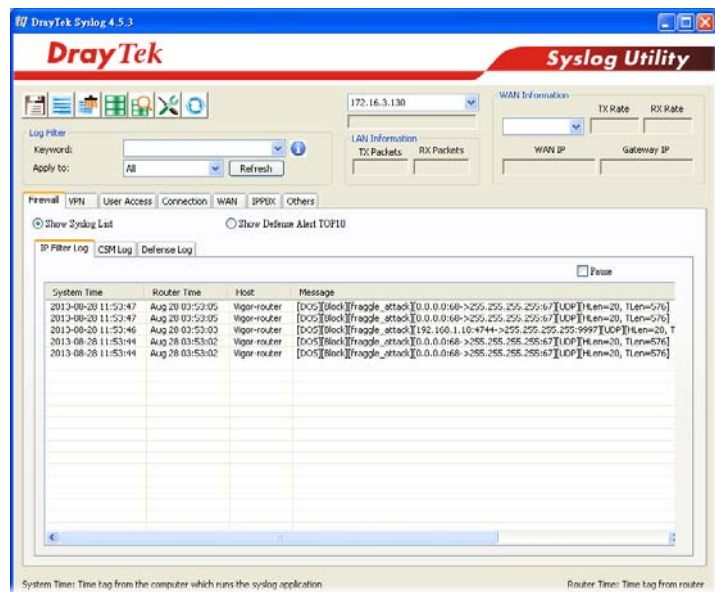 DrayTek Syslog 4.5.3
DrayTek
Syslog Utility
172.16.3.130
WAN Information
TX Rate RX Rate
Log Filter
Keyword:
Apply to: All Refresh
LAN Information
TX Packets RX Packets
WAN IP Gateway IP
Firewall VPN User Access Connection WAN IPPBX Others
Show Syslog List Show Defense Alert TOP10
IP Filter Log CSM Log Defense Log
Pause
System Time Router Time Host Message
2013-08-28 11:53:47 Aug 28 03:53:05 Vigor-router [DOS][Block][fraggle_attack][0.0.0.0:68->255.255.255.255:67][UDP][HLen=20, TLen=576]
2013-08-28 11:53:47 Aug 28 03:53:05 Vigor-router [DOS][Block][fraggle_attack][0.0.0.0:68->255.255.255.255:67][UDP][HLen=20, TLen=576]
2013-08-28 11:53:46 Aug 28 03:53:03 Vigor-router [DOS][Block][fraggle_attack][192.168.1.10:4744->255.255.255.255:9997][UDP][HLen=20, T
2013-08-28 11:53:44 Aug 28 03:53:02 Vigor-router [DOS][Block][fraggle_attack][0.0.0.0:68->255.255.255.255:67][UDP][HLen=20, TLen=576]
2013-08-28 11:53:44 Aug 28 03:53:02 Vigor-router [DOS][Block][fraggle_attack][0.0.0.0:68->255.255.255.255:67][UDP][HLen=20, TLen=576]
System Time: Time tag from the computer which runs the syslog application Router Time: Time tag from router